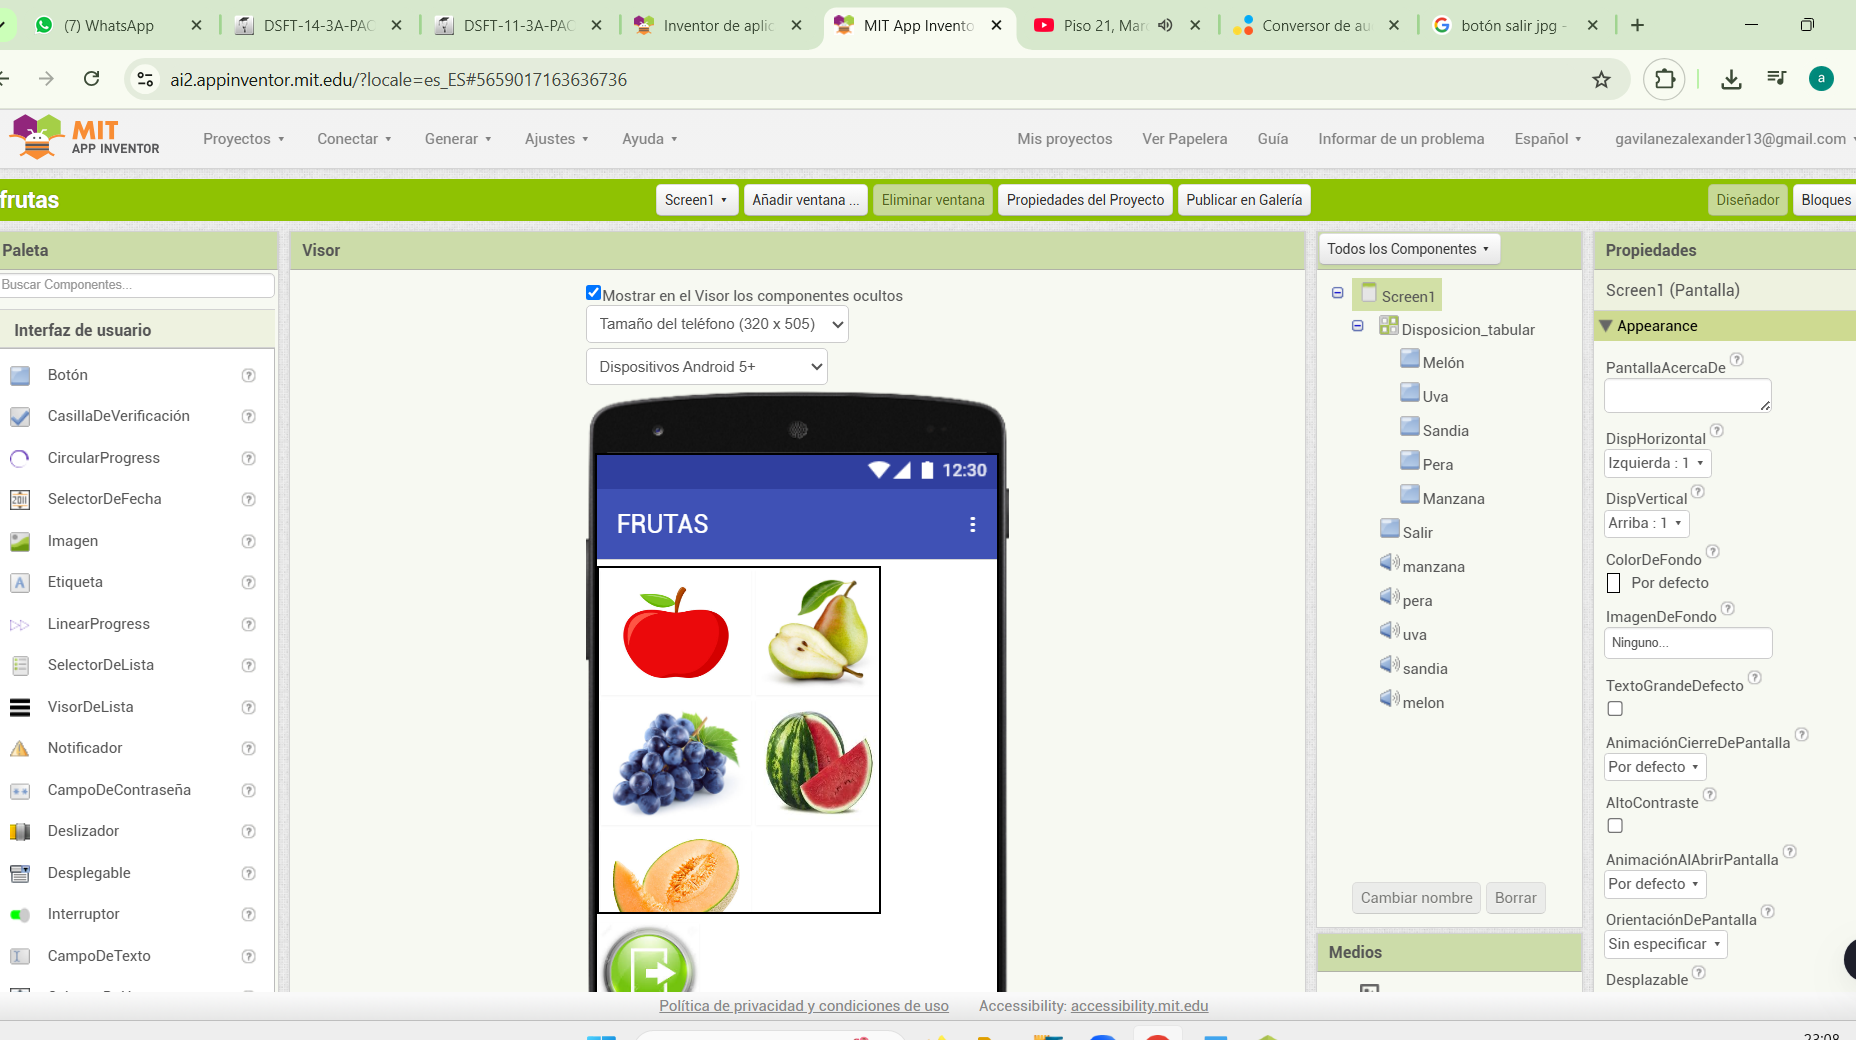 (7) WhatsApp
DSFT-14-3A-PAC
DSFT-11-3A-PAC
Inventor de aplic
MIT App Invento
Piso 21, Marc
Conversor de au
botón salir jpg -
ai2.appinventor.mit.edu/?locale=es_ES#5659017163636736
a
MIT
APP INVENTOR
Proyectos
Conectar
Generar
Ajustes
Ayuda
Mis proyectos
Ver Papelera
Guía
Informar de un problema
Español
gavilanezalexander13@gmail.com
frutas
Screen1
Añadir ventana ...
Eliminar ventana
Propiedades del Proyecto
Publicar en Galería
Diseñador
Bloques
Paleta
Buscar Componentes...
Interfaz de usuario
Botón
CasillaDeVerificación
CircularProgress
SelectorDeFecha
Imagen
Etiqueta
LinearProgress
SelectorDeLista
VisorDeLista
Notificador
CampoDeContraseña
Deslizador
Desplegable
Interruptor
CampoDeTexto
Visor
Mostrar en el Visor los componentes ocultos
Tamaño del teléfono (320 x 505)
Dispositivos Android 5+
12:30
FRUTAS
Todos los Componentes
Screen1
Disposicion_tabular
Melón
Uva
Sandia
Pera
Manzana
Salir
manzana
pera
uva
sandia
melon
Cambiar nombre
Borrar
Medios
Propiedades
Screen1 (Pantalla)
Appearance
PantallaAcercaDe
DispHorizontal
Izquierda : 1
DispVertical
Arriba : 1
ColorDeFondo
Por defecto
ImagenDeFondo
Ninguno...
TextoGrandeDefecto
AnimaciónCierreDePantalla
Por defecto
AltoContraste
AnimaciónAlAbrirPantalla
Por defecto
OrientaciónDePantalla
Sin especificar
Desplazable
Política de privacidad y condiciones de uso
Accessibility: accessibility.mit.edu
23:08